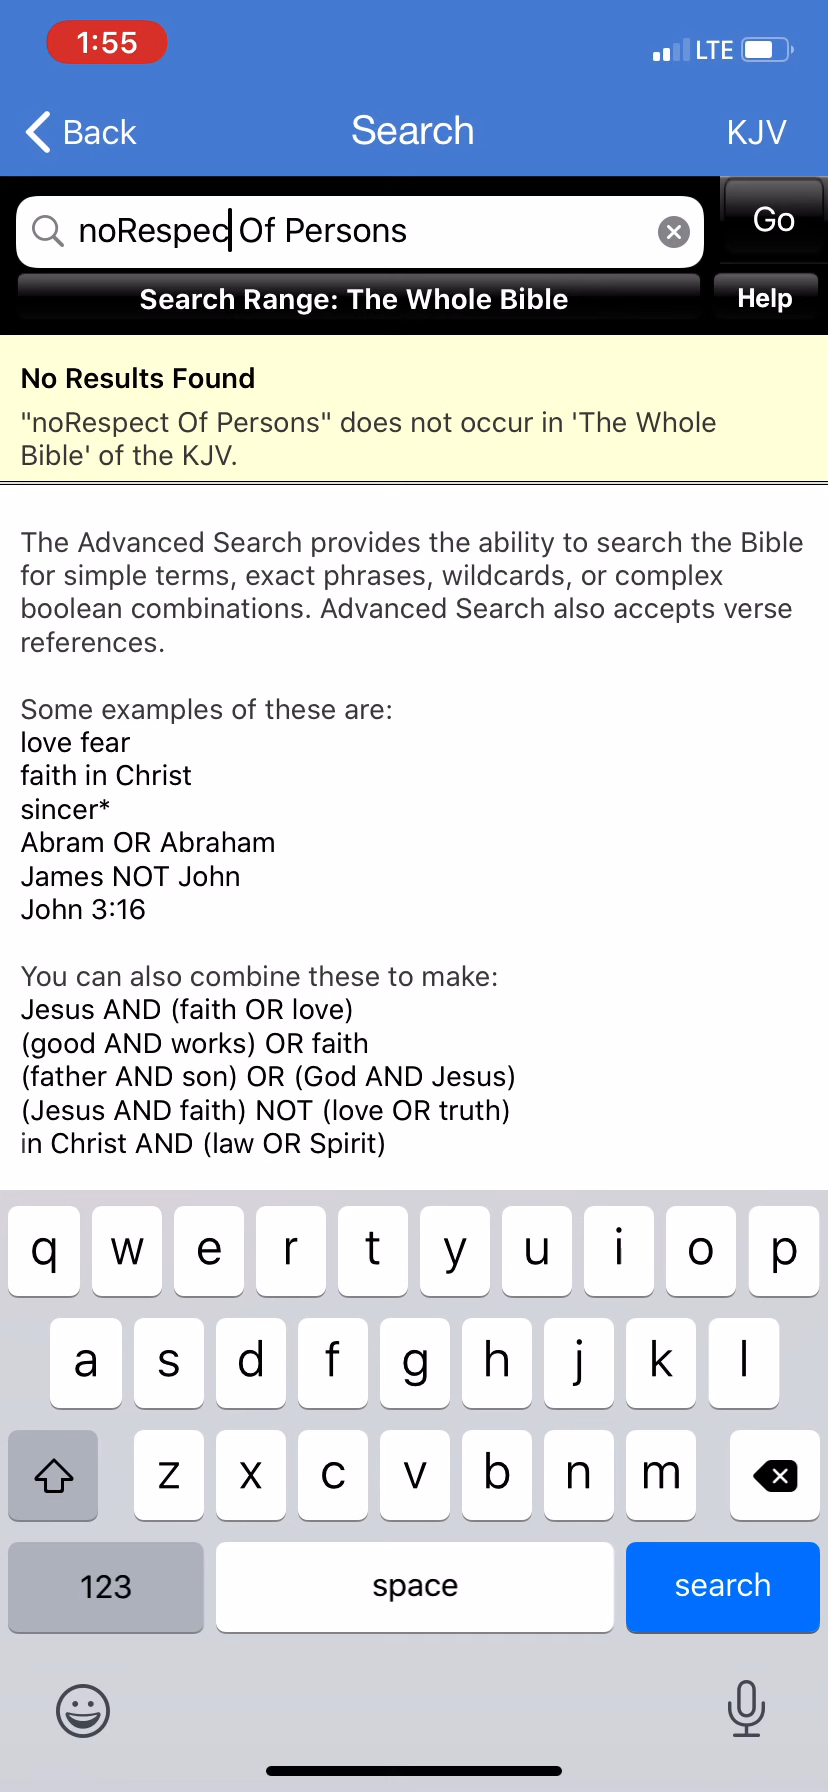 1:55
LTE
Back
Search
KJV
noRespec Of Persons
Go
Search Range: The Whole Bible
Help
No Results Found
"noRespect Of Persons" does not occur in 'The Whole
Bible' of the KJV.
The Advanced Search provides the ability to search the Bible
for simple terms, exact phrases, wildcards, or complex
boolean combinations. Advanced Search also accepts verse
references.
Some examples of these are:
love fear
faith in Christ
sincer*
Abram OR Abraham
James NOT John
John 3:16
You can also combine these to make:
Jesus AND (faith OR love)
(good AND works) OR faith
(father AND son) OR (God AND Jesus)
(Jesus AND faith) NOT (love OR truth)
in Christ AND (law OR Spirit)
q w e r t y u i o p
a s d f g h j k l
z x c v b n m
123 space search